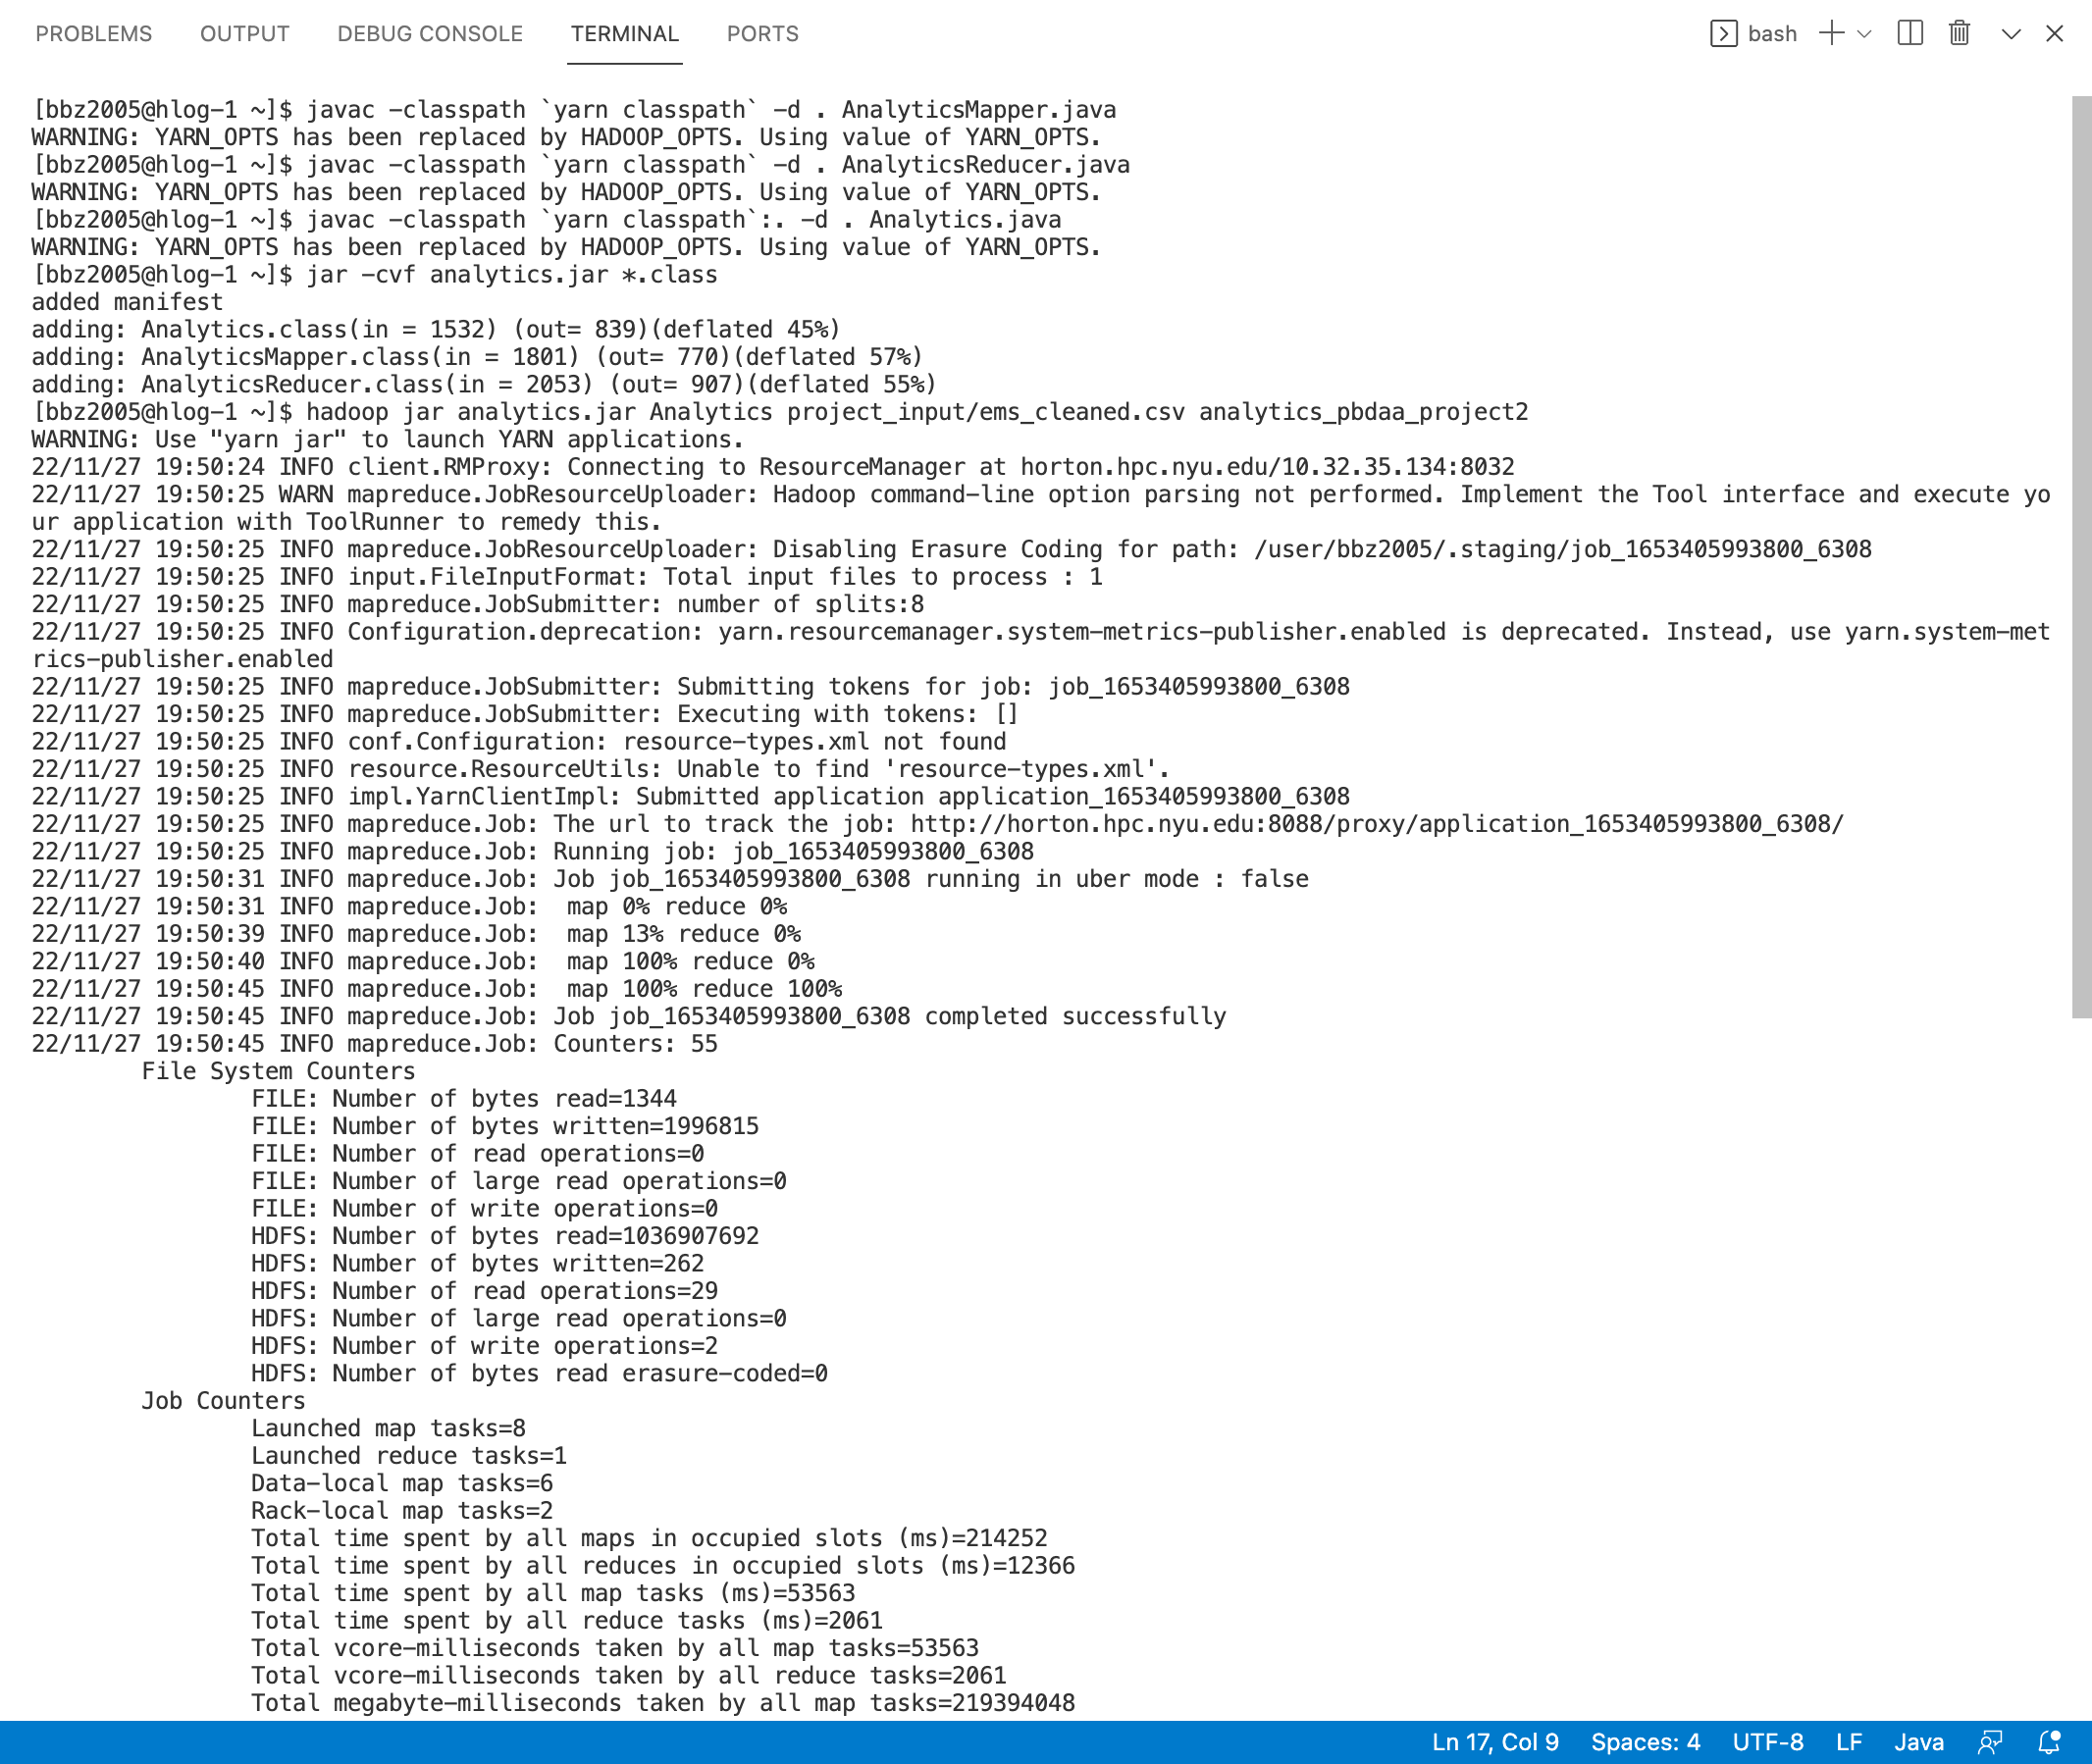 PROBLEMS OUTPUT DEBUG CONSOLE TERMINAL PORTS bash
[bbz2005@hlog-1 ~]$ javac -classpath `yarn classpath` -d . AnalyticsMapper.java
WARNING: YARN_OPTS has been replaced by HADOOP_OPTS. Using value of YARN_OPTS.
[bbz2005@hlog-1 ~]$ javac -classpath `yarn classpath` -d . AnalyticsReducer.java
WARNING: YARN_OPTS has been replaced by HADOOP_OPTS. Using value of YARN_OPTS.
[bbz2005@hlog-1 ~]$ javac -classpath `yarn classpath`:. -d . Analytics.java
WARNING: YARN_OPTS has been replaced by HADOOP_OPTS. Using value of YARN_OPTS.
[bbz2005@hlog-1 ~]$ jar -cvf analytics.jar *.class
added manifest
adding: Analytics.class(in = 1532) (out= 839)(deflated 45%)
adding: AnalyticsMapper.class(in = 1801) (out= 770)(deflated 57%)
adding: AnalyticsReducer.class(in = 2053) (out= 907)(deflated 55%)
[bbz2005@hlog-1 ~]$ hadoop jar analytics.jar Analytics project_input/ems_cleaned.csv analytics_pbdaa_project2
WARNING: Use "yarn jar" to launch YARN applications.
22/11/27 19:50:24 INFO client.RMProxy: Connecting to ResourceManager at horton.hpc.nyu.edu/10.32.35.134:8032
22/11/27 19:50:25 WARN mapreduce.JobResourceUploader: Hadoop command-line option parsing not performed. Implement the Tool interface and execute yo
ur application with ToolRunner to remedy this.
22/11/27 19:50:25 INFO mapreduce.JobResourceUploader: Disabling Erasure Coding for path: /user/bbz2005/.staging/job_1653405993800_6308
22/11/27 19:50:25 INFO input.FileInputFormat: Total input files to process : 1
22/11/27 19:50:25 INFO mapreduce.JobSubmitter: number of splits:8
22/11/27 19:50:25 INFO Configuration.deprecation: yarn.resourcemanager.system-metrics-publisher.enabled is deprecated. Instead, use yarn.system-met
rics-publisher.enabled
22/11/27 19:50:25 INFO mapreduce.JobSubmitter: Submitting tokens for job: job_1653405993800_6308
22/11/27 19:50:25 INFO mapreduce.JobSubmitter: Executing with tokens: []
22/11/27 19:50:25 INFO conf.Configuration: resource-types.xml not found
22/11/27 19:50:25 INFO resource.ResourceUtils: Unable to find 'resource-types.xml'.
22/11/27 19:50:25 INFO impl.YarnClientImpl: Submitted application application_1653405993800_6308
22/11/27 19:50:25 INFO mapreduce.Job: The url to track the job: http://horton.hpc.nyu.edu:8088/proxy/application_1653405993800_6308/
22/11/27 19:50:25 INFO mapreduce.Job: Running job: job_1653405993800_6308
22/11/27 19:50:31 INFO mapreduce.Job: Job job_1653405993800_6308 running in uber mode : false
22/11/27 19:50:31 INFO mapreduce.Job:  map 0% reduce 0%
22/11/27 19:50:39 INFO mapreduce.Job:  map 13% reduce 0%
22/11/27 19:50:40 INFO mapreduce.Job:  map 100% reduce 0%
22/11/27 19:50:45 INFO mapreduce.Job:  map 100% reduce 100%
22/11/27 19:50:45 INFO mapreduce.Job: Job job_1653405993800_6308 completed successfully
22/11/27 19:50:45 INFO mapreduce.Job: Counters: 55
File System Counters
FILE: Number of bytes read=1344
FILE: Number of bytes written=1996815
FILE: Number of read operations=0
FILE: Number of large read operations=0
FILE: Number of write operations=0
HDFS: Number of bytes read=1036907692
HDFS: Number of bytes written=262
HDFS: Number of read operations=29
HDFS: Number of large read operations=0
HDFS: Number of write operations=2
HDFS: Number of bytes read erasure-coded=0
Job Counters
Launched map tasks=8
Launched reduce tasks=1
Data-local map tasks=6
Rack-local map tasks=2
Total time spent by all maps in occupied slots (ms)=214252
Total time spent by all reduces in occupied slots (ms)=12366
Total time spent by all map tasks (ms)=53563
Total time spent by all reduce tasks (ms)=2061
Total vcore-milliseconds taken by all map tasks=53563
Total vcore-milliseconds taken by all reduce tasks=2061
Total megabyte-milliseconds taken by all map tasks=219394048
Ln 17, Col 9 Spaces: 4 UTF-8 LF Java